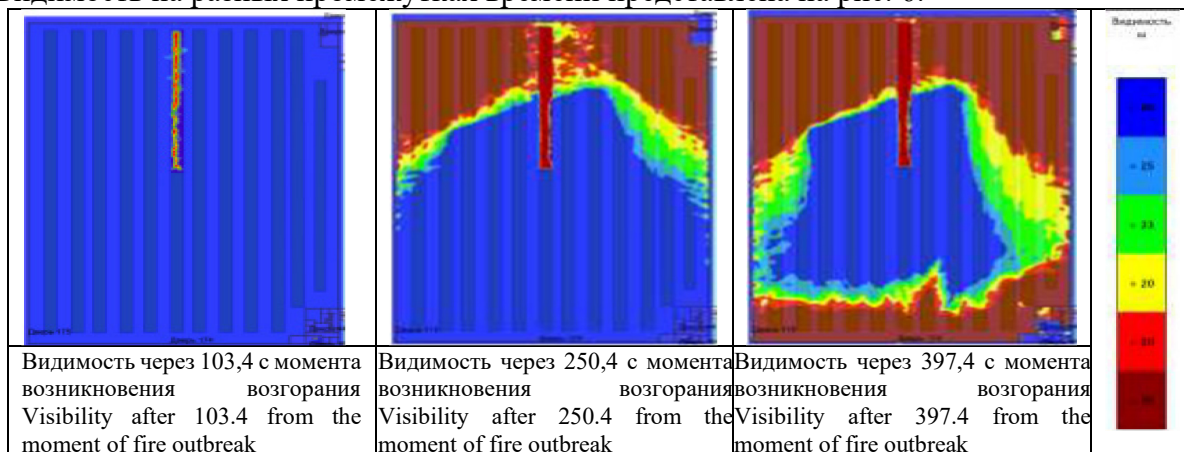 Видимость на разных промежутках времени представлена на рис. 6.
Видимость
Видимость через 103,4 с момента
возникновения возгорания
Visibility after 103.4 from the
moment of fire outbreak
Видимость через 250,4 с момента
возникновения возгорания
Visibility after 250.4 from the
moment of fire outbreak
Видимость через 397,4 с момента
возникновения возгорания
Visibility after 397.4 from the
moment of fire outbreak